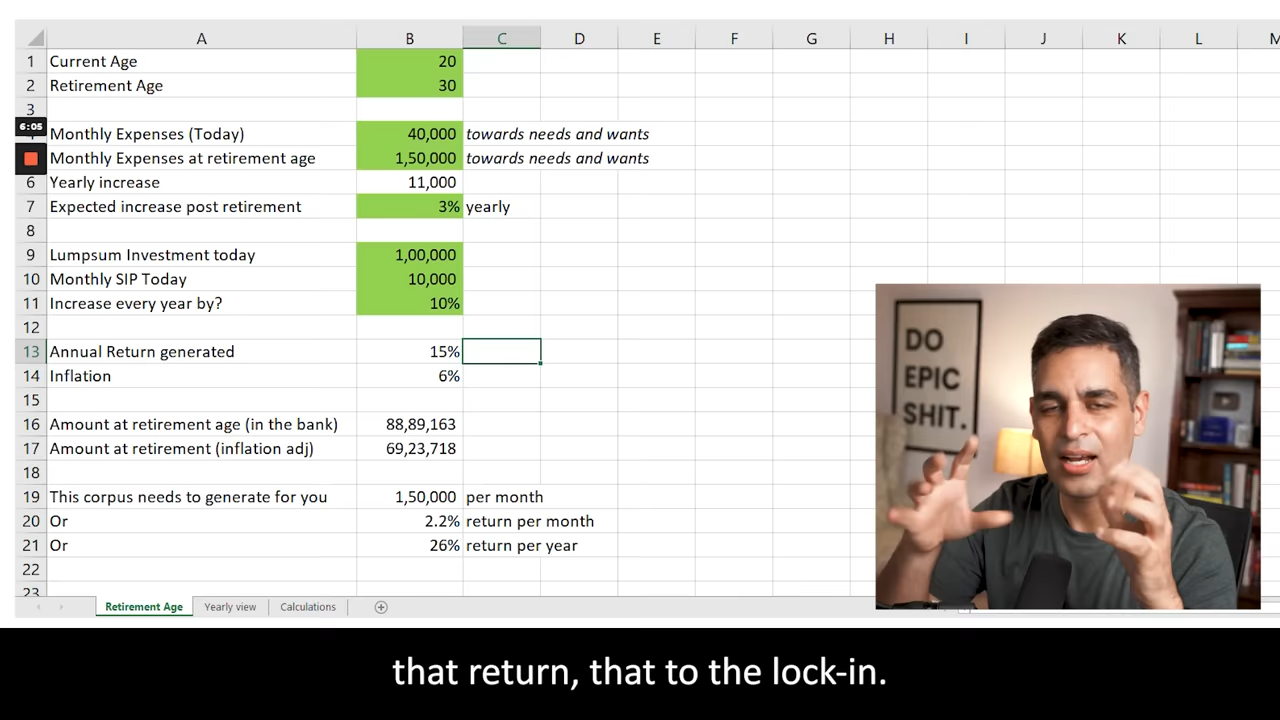 A B C D E F G H I J K L M
1 Current Age 20
2 Retirement Age 30
3
6:05
Monthly Expenses (Today) 40,000 towards needs and wants
Monthly Expenses at retirement age 1,50,000 towards needs and wants
6 Yearly increase 11,000
7 Expected increase post retirement 3% yearly
8
9 Lumpsum Investment today 1,00,000
10 Monthly SIP Today 10,000
11 Increase every year by? 10%
12
13 Annual Return generated 15%
14 Inflation 6%
15
16 Amount at retirement age (in the bank) 88,89,163
17 Amount at retirement (inflation adj) 69,23,718
18
19 This corpus needs to generate for you 1,50,000 per month
20 Or 2.2% return per month
21 Or 26% return per year
22
23
DO
EPIC
SHIT.
Retirement Age Yearly view Calculations
that return, that to the lock-in.